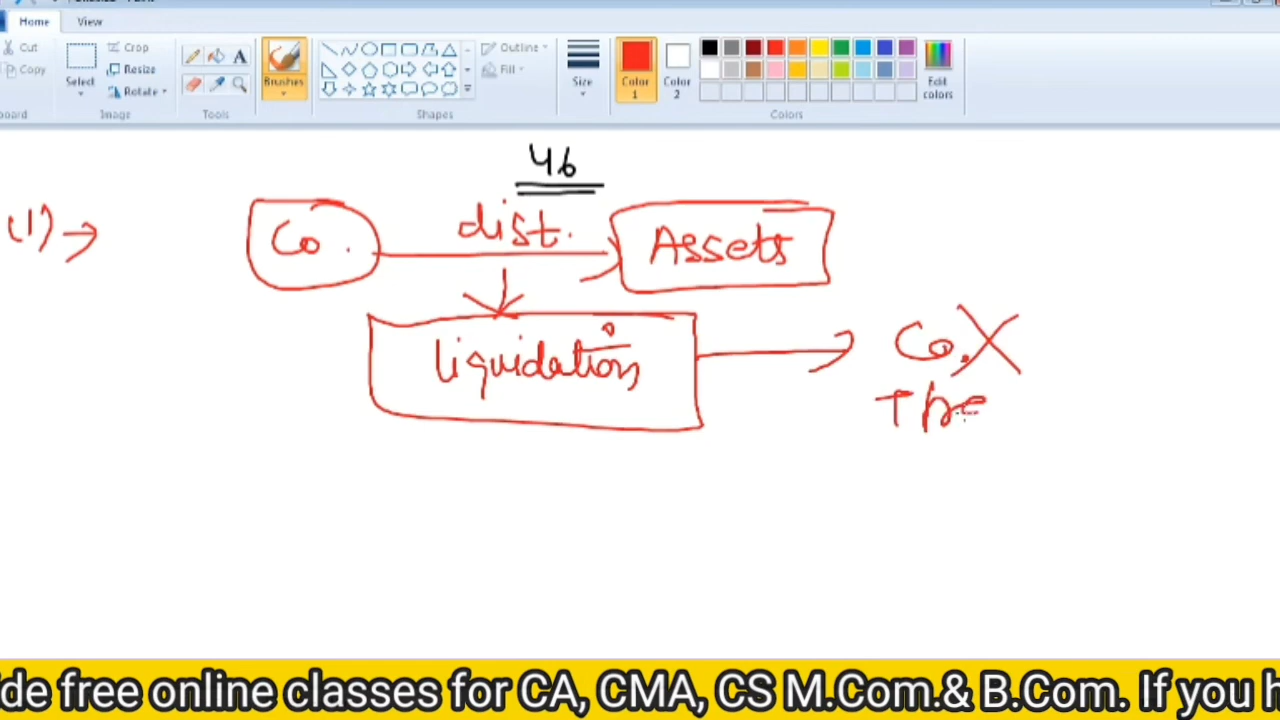 Home View
Cut
Copy
Select
Crop
Resize
Rotate
Brushes
Outline
Fill
Size
Color 1
Color 2
Edit colors
board Image Tools Shapes Colors
46
(1) → Co. dist. Assets
liquidation Co. X
ide free online classes for CA, CMA, CS M.Com.& B.Com. If you h